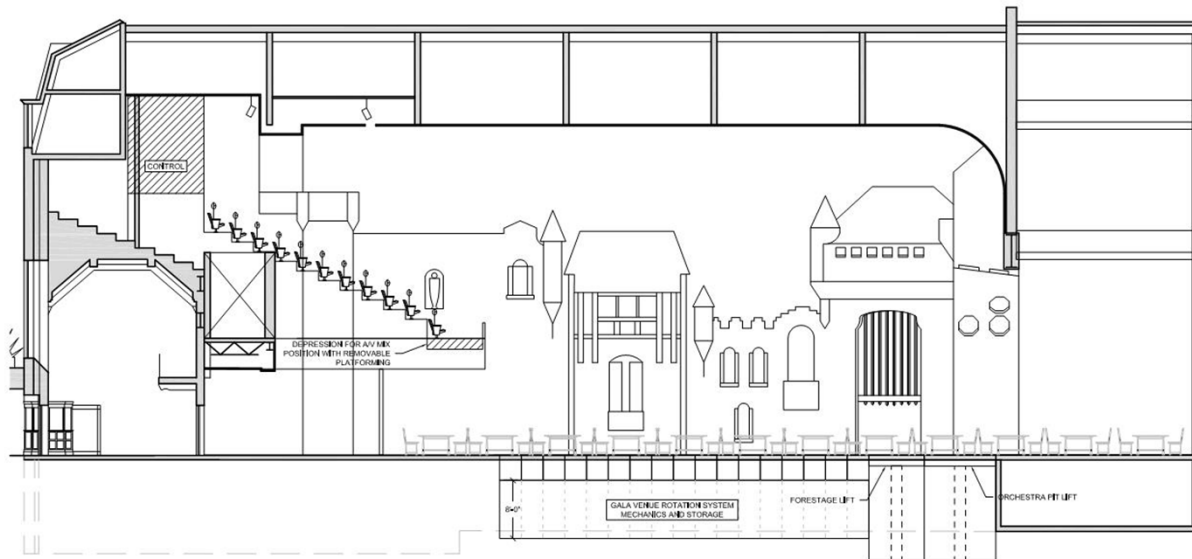 CONTROL
DEPRESSION FOR A/V MIX
POSITION WITH REMOVABLE
PLATFORMING
8'-0"
GALA VENUE ROTATION SYSTEM
MECHANICS AND STORAGE
FORESTAGE LIFT
ORCHESTRA PIT LIFT